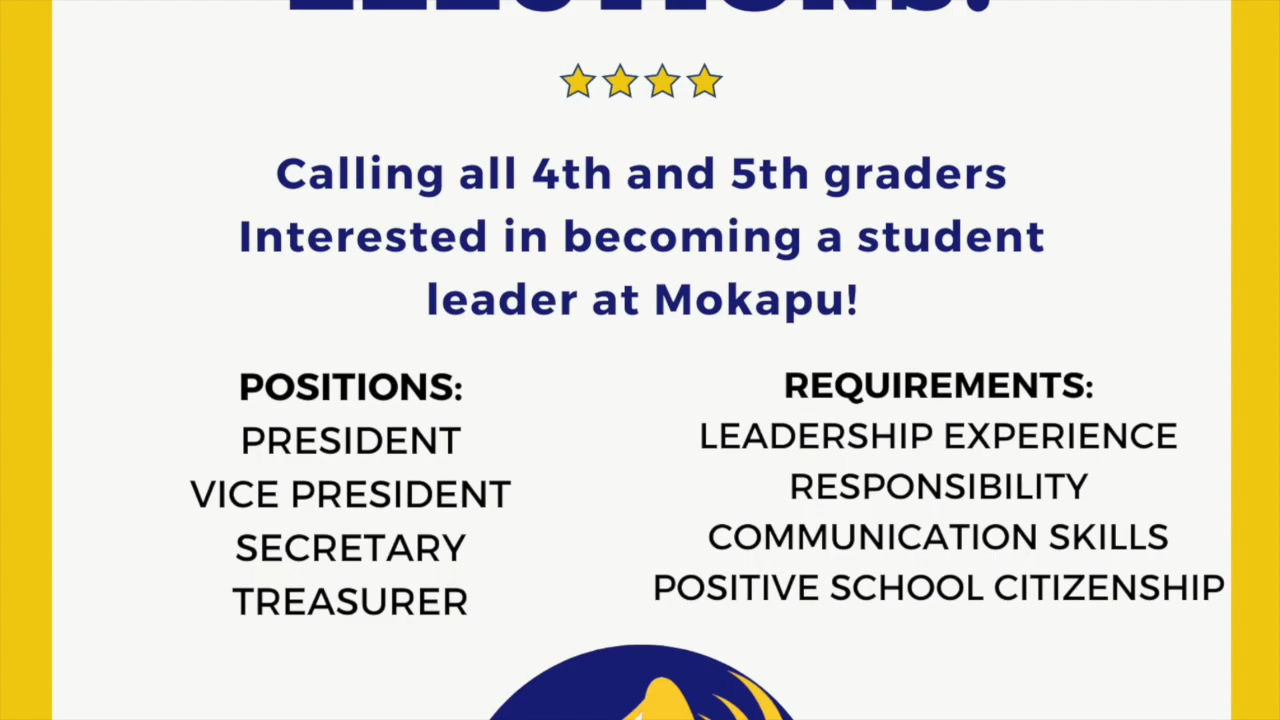 ELECTIONS!
Calling all 4th and 5th graders
Interested in becoming a student
leader at Mokapu!
POSITIONS:
PRESIDENT
VICE PRESIDENT
SECRETARY
TREASURER
REQUIREMENTS:
LEADERSHIP EXPERIENCE
RESPONSIBILITY
COMMUNICATION SKILLS
POSITIVE SCHOOL CITIZENSHIP